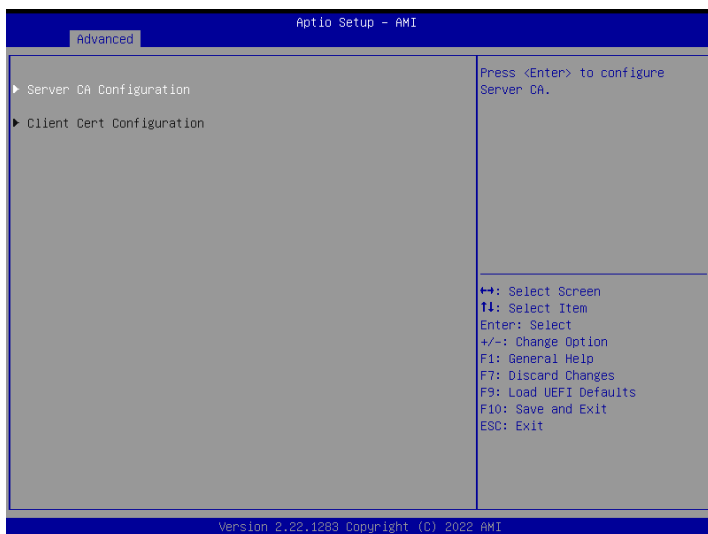 Aptio Setup – AMI
Advanced
▶ Server CA Configuration
▶ Client Cert Configuration
Press <Enter> to configure
Server CA.
↔: Select Screen
↑↓: Select Item
Enter: Select
+/-: Change Option
F1: General Help
F7: Discard Changes
F9: Load UEFI Defaults
F10: Save and Exit
ESC: Exit
Version 2.22.1283 Copyright (C) 2022 AMI